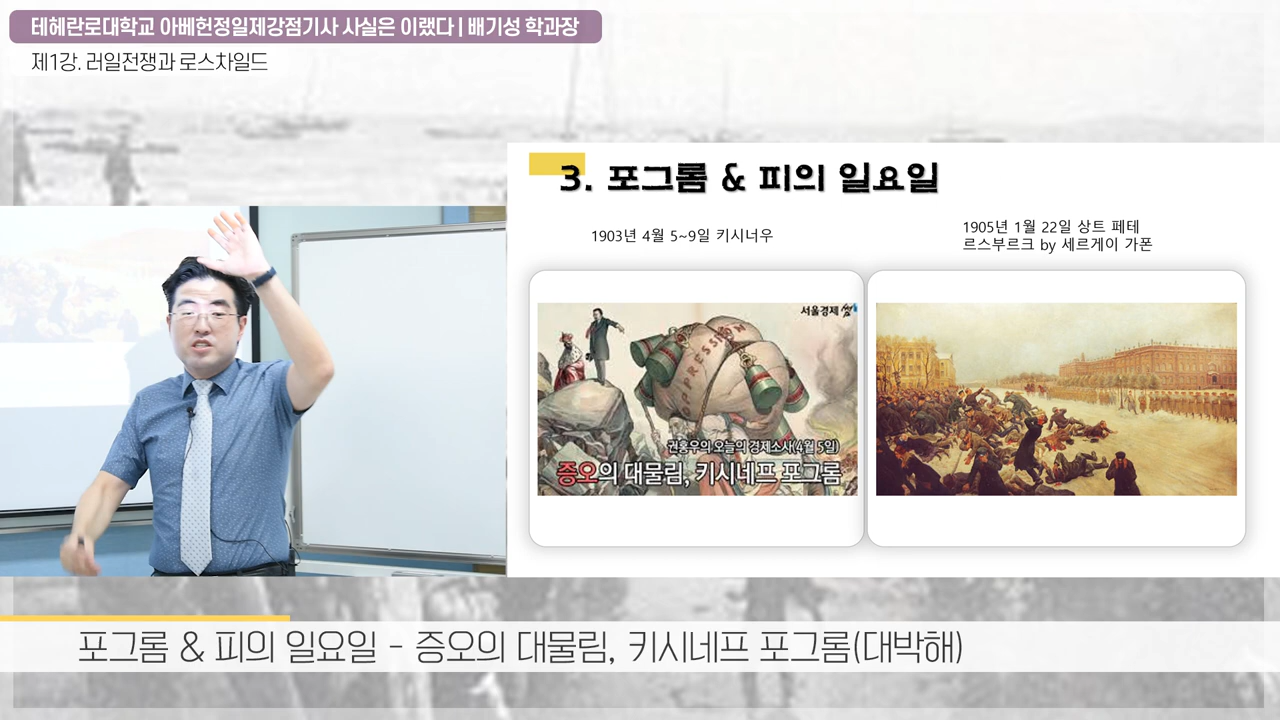 테헤란로대학교 아베헌정일제강점기사 사실은 이랬다 | 배기성 학과장
제1강. 러일전쟁과 로스차일드
3. 포그롬 & 피의 일요일
1903년 4월 5~9일 키시너우
1905년 1월 22일 상트 페테
르스부르크 by 세르게이 가폰
서울경제 썸
OPPRESSION
권홍우의 오늘의 경제소사(4월 5일)
증오의 대물림, 키시네프 포그롬
포그롬 & 피의 일요일 - 증오의 대물림, 키시네프 포그롬(대박해)